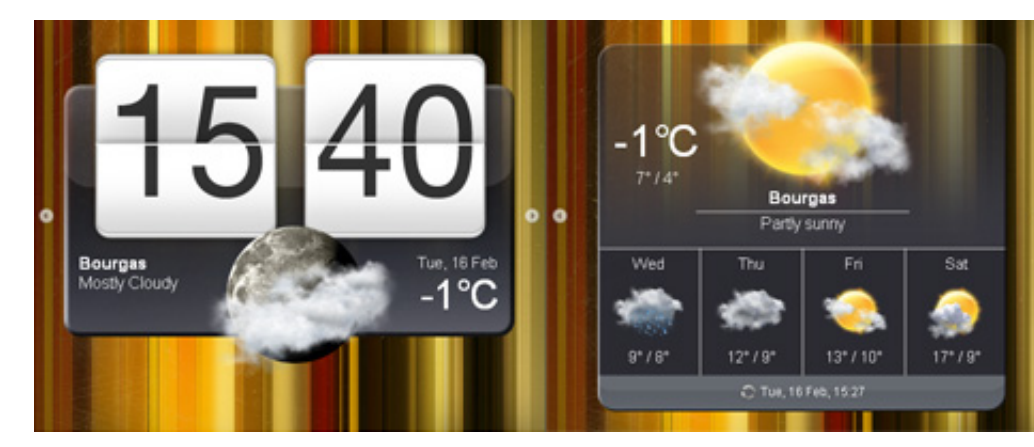 15 40
Bourgas
Mostly Cloudy
Tue, 16 Feb
-1°C
-1°C
7° / 4°
Bourgas
Partly sunny
Wed Thu Fri Sat
9° / 8° 12° / 9° 13° / 10° 17° / 9°
Tue, 16 Feb, 15:27